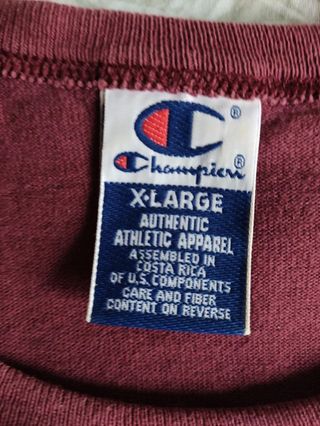 ®
Champion®
X-LARGE
AUTHENTIC
ATHLETIC APPAREL
ASSEMBLED IN
COSTA RICA
OF U.S. COMPONENTS
CARE AND FIBER
CONTENT ON REVERSE